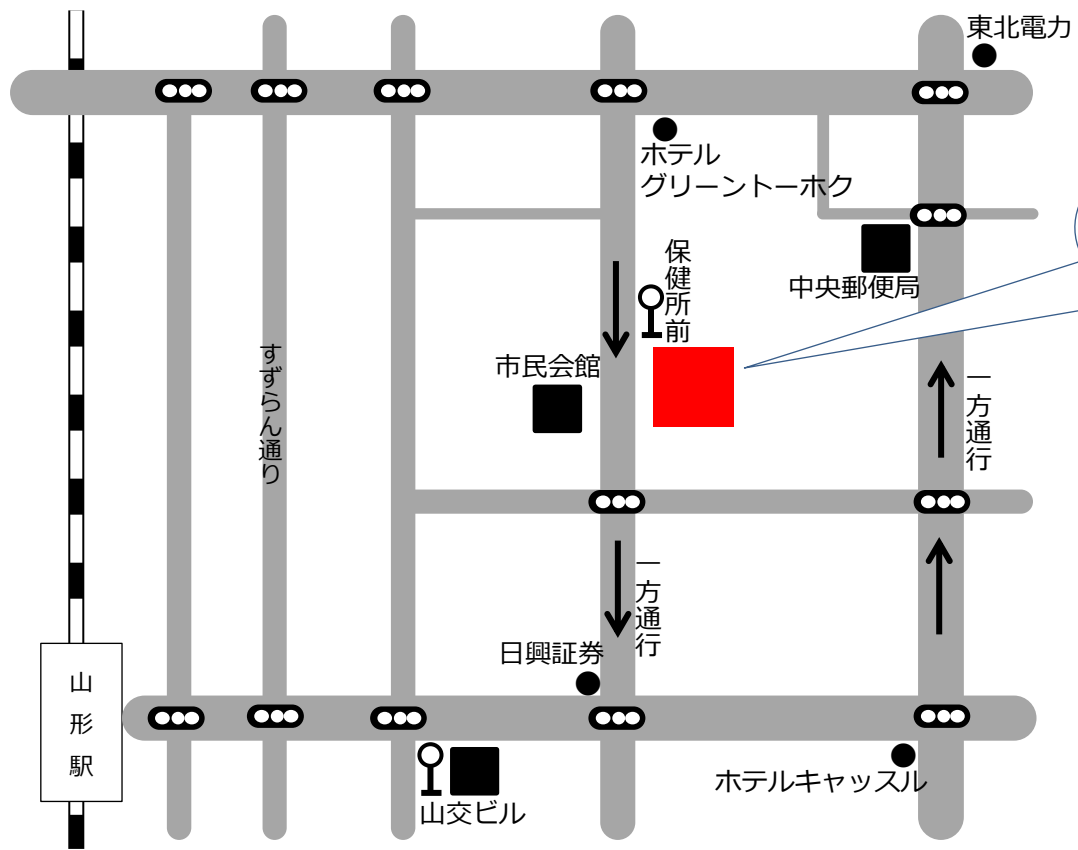 東北電力
ホテル
グリーントーホク
保健所前
中央郵便局
市民会館
すずらん通り
一方通行
一方通行
日興証券
山形駅
ホテルキャッスル
山交ビル